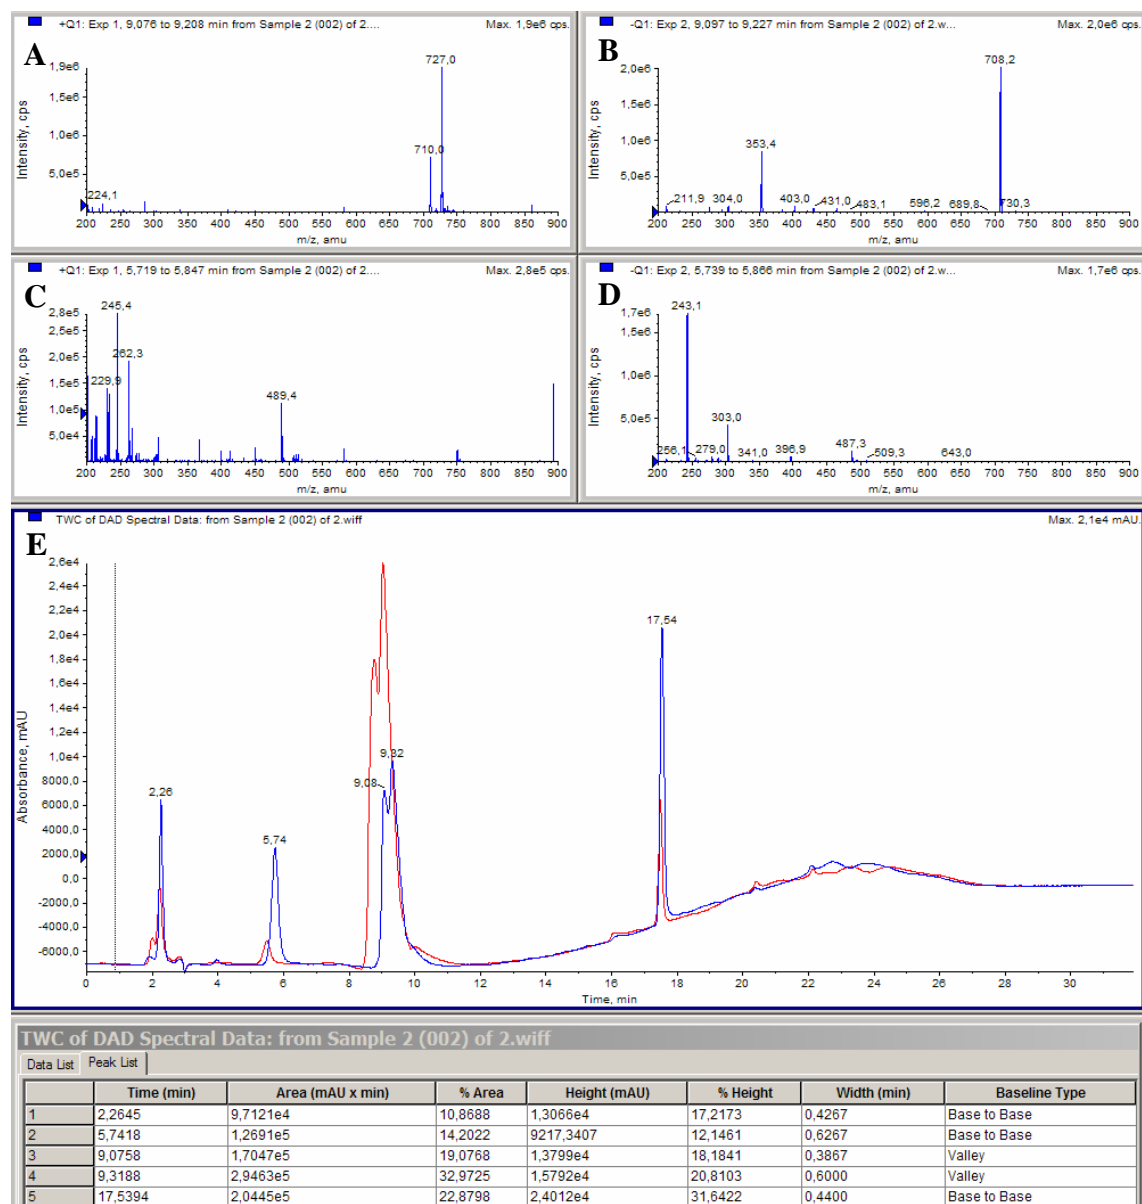 +Q1: Exp 1, 9,076 to 9,208 min from Sample 2 (002) of 2.... Max. 1,9e6 cps.
A
1,9e6
1,5e6
1,0e6
5,0e5
727,0
710,0
224,1
Intensity, cps
200 250 300 350 400 450 500 550 600 650 700 750 800 850 900
m/z, amu
-Q1: Exp 2, 9,097 to 9,227 min from Sample 2 (002) of 2.w... Max. 2,0e6 cps.
B
2,0e6
1,5e6
1,0e6
5,0e5
708,2
353,4
211,9 304,0 403,0 431,0 483,1 596,2 689,8 730,3
Intensity, cps
200 250 300 350 400 450 500 550 600 650 700 750 800 850 900
m/z, amu
+Q1: Exp 1, 5,719 to 5,847 min from Sample 2 (002) of 2.... Max. 2,8e5 cps.
C
2,8e5
2,5e5
2,0e5
1,5e5
1,0e5
5,0e4
245,4
262,3
229,9
489,4
Intensity, cps
200 250 300 350 400 450 500 550 600 650 700 750 800 850 900
m/z, amu
-Q1: Exp 2, 5,739 to 5,866 min from Sample 2 (002) of 2.w... Max. 1,7e6 cps.
D
1,7e6
1,5e6
1,0e6
5,0e5
243,1
303,0
256,1 279,0 341,0 396,9 487,3 509,3 643,0
Intensity, cps
200 250 300 350 400 450 500 550 600 650 700 750 800 850 900
m/z, amu
TWC of DAD Spectral Data: from Sample 2 (002) of 2.wiff Max. 2,1e4 mAU.
E
2,6e4
2,4e4
2,2e4
2,0e4
1,8e4
1,6e4
1,4e4
1,2e4
1,0e4
8000,0
6000,0
4000,0
2000,0
0,0
-2000,0
-4000,0
-6000,0
Absorbance, mAU
2,26
5,74
9,08
9,32
17,54
0 2 4 6 8 10 12 14 16 18 20 22 24 26 28 30
Time, min
TWC of DAD Spectral Data: from Sample 2 (002) of 2.wiff
Data List Peak List
Time (min) Area (mAU x min) % Area Height (mAU) % Height Width (min) Baseline Type
1 2,2645 9,7121e4 10,8688 1,3066e4 17,2173 0,4267 Base to Base
2 5,7418 1,2691e5 14,2022 9217,3407 12,1461 0,6267 Base to Base
3 9,0758 1,7047e5 19,0768 1,3799e4 18,1841 0,3867 Valley
4 9,3188 2,9463e5 32,9725 1,5792e4 20,8103 0,6000 Valley
5 17,5394 2,0445e5 22,8798 2,4012e4 31,6422 0,4400 Base to Base